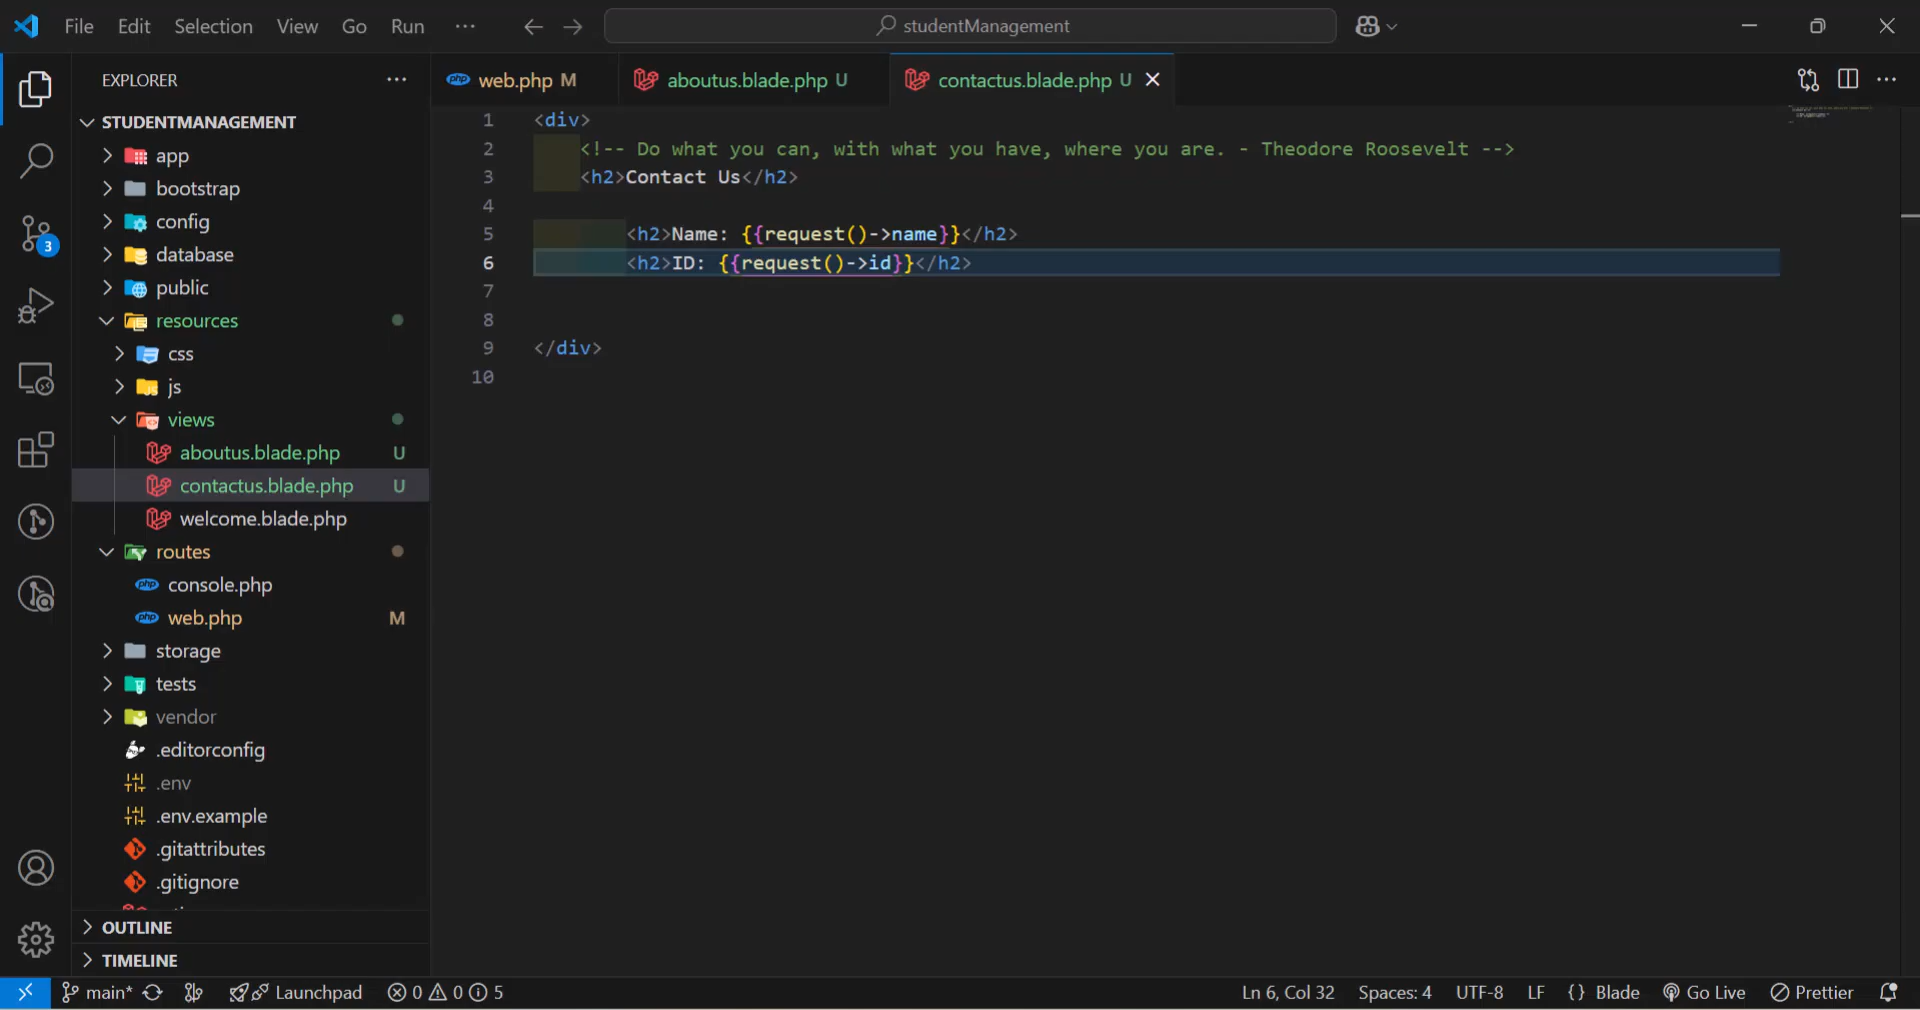 File Edit Selection View Go Run ··· studentManagement
EXPLORER ···
STUDENTMANAGEMENT
app
bootstrap
config
database
public
resources
css
js
views
aboutus.blade.php U
contactus.blade.php U
welcome.blade.php
routes
console.php
web.php M
storage
tests
vendor
.editorconfig
.env
.env.example
.gitattributes
.gitignore
OUTLINE
TIMELINE
3
web.php M aboutus.blade.php U contactus.blade.php U
1 <div>
2 <!-- Do what you can, with what you have, where you are. - Theodore Roosevelt -->
3 <h2>Contact Us</h2>
4
5 <h2>Name: {{request()->name}}</h2>
6 <h2>ID: {{request()->id}}</h2>
7
8
9 </div>
10
main* Launchpad 0 0 5 Ln 6, Col 32 Spaces: 4 UTF-8 LF {} Blade Go Live Prettier